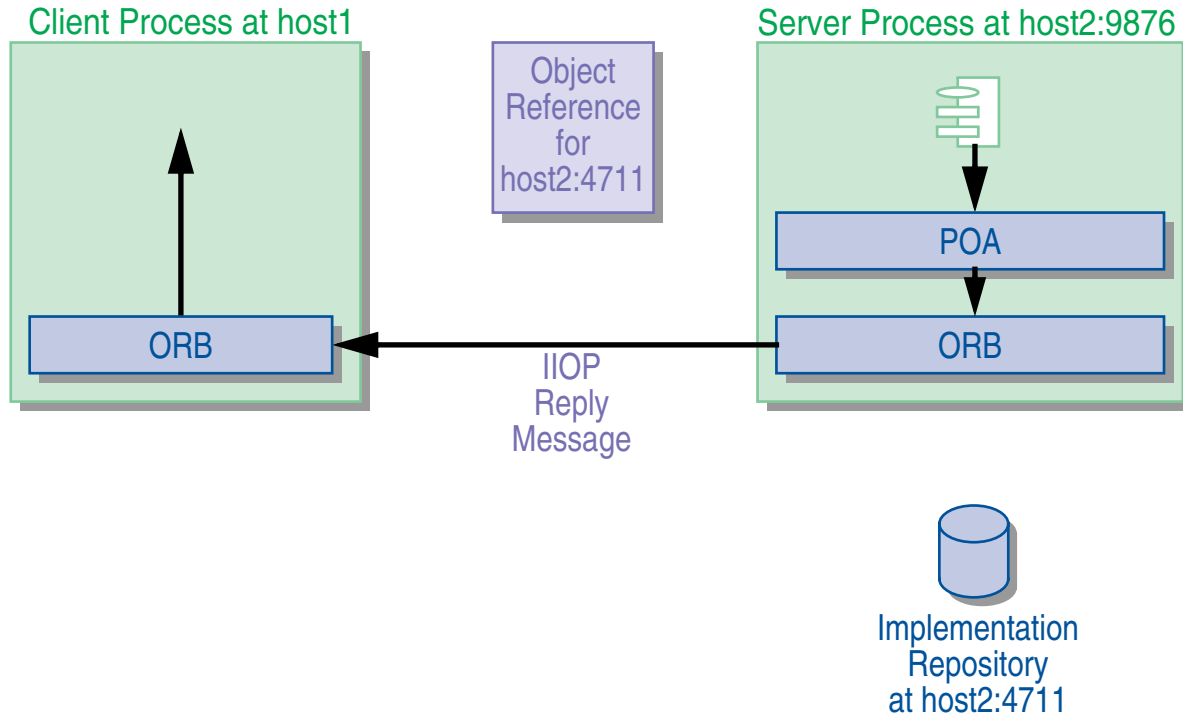 Client Process at host1
Server Process at host2:9876
Object
Reference
for
host2:4711
POA
ORB
ORB
IIOP
Reply
Message
Implementation
Repository
at host2:4711